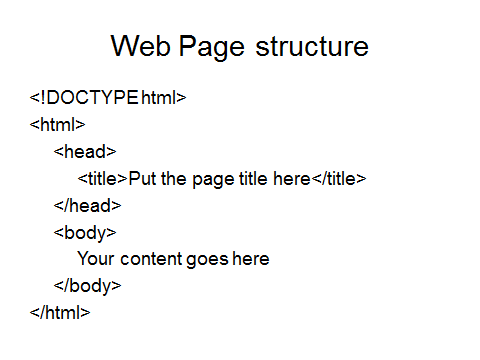 Web Page structure
<!DOCTYPE html>
<html>
<head>
<title>Put the page title here</title>
</head>
<body>
Your content goes here
</body>
</html>